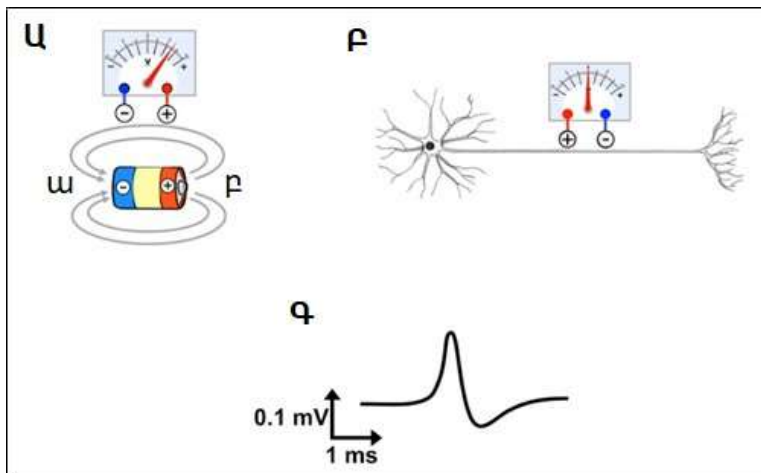 Ա
Բ
- V +
- +
- +
+ -
ա
- +
բ
Գ
0.1 mV
1 ms